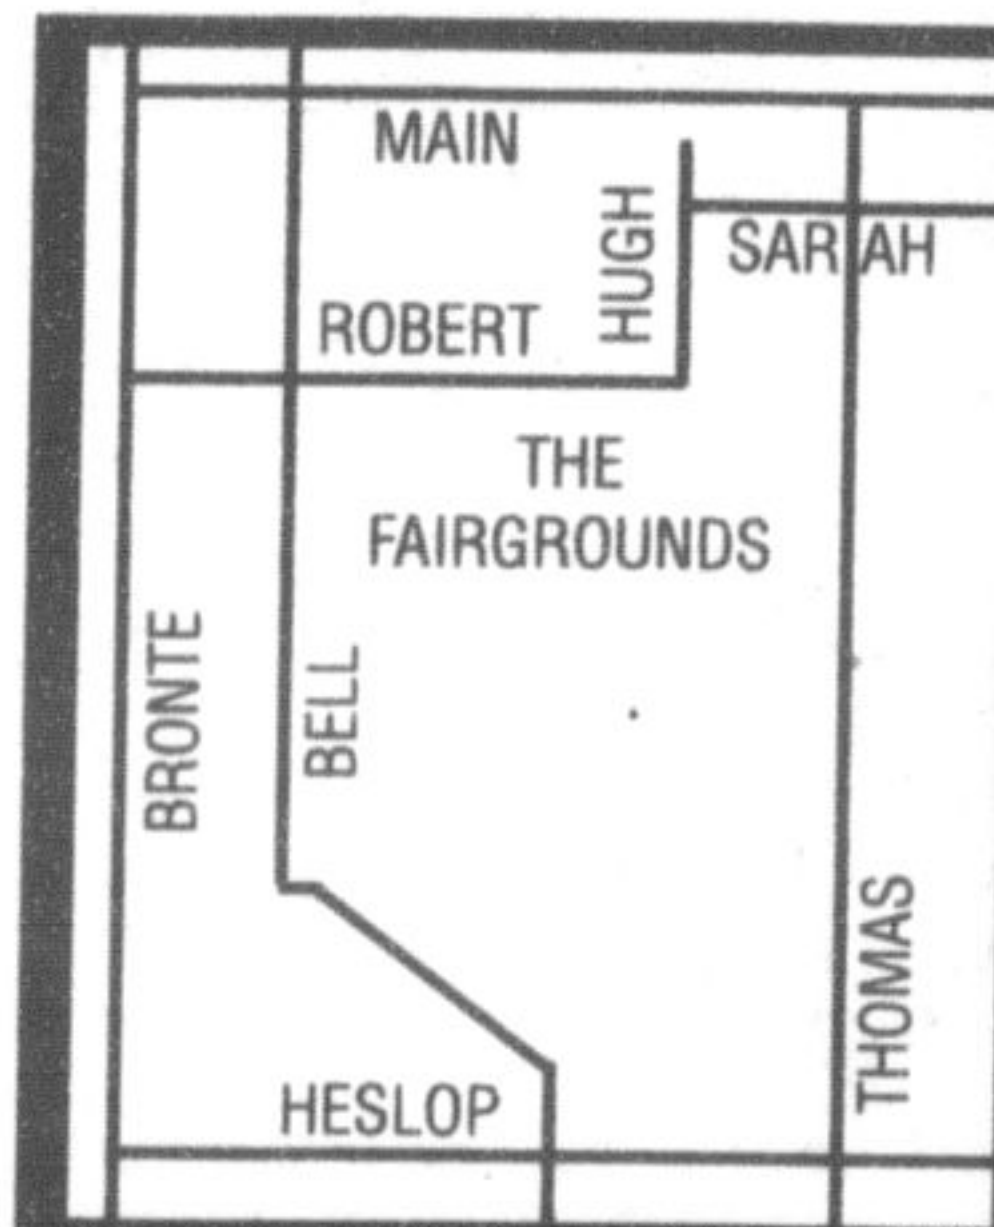 MAIN
HUGH
SARAH
ROBERT
THE
FAIRGROUNDS
BRONTE
BELL
THOMAS
HESLOP